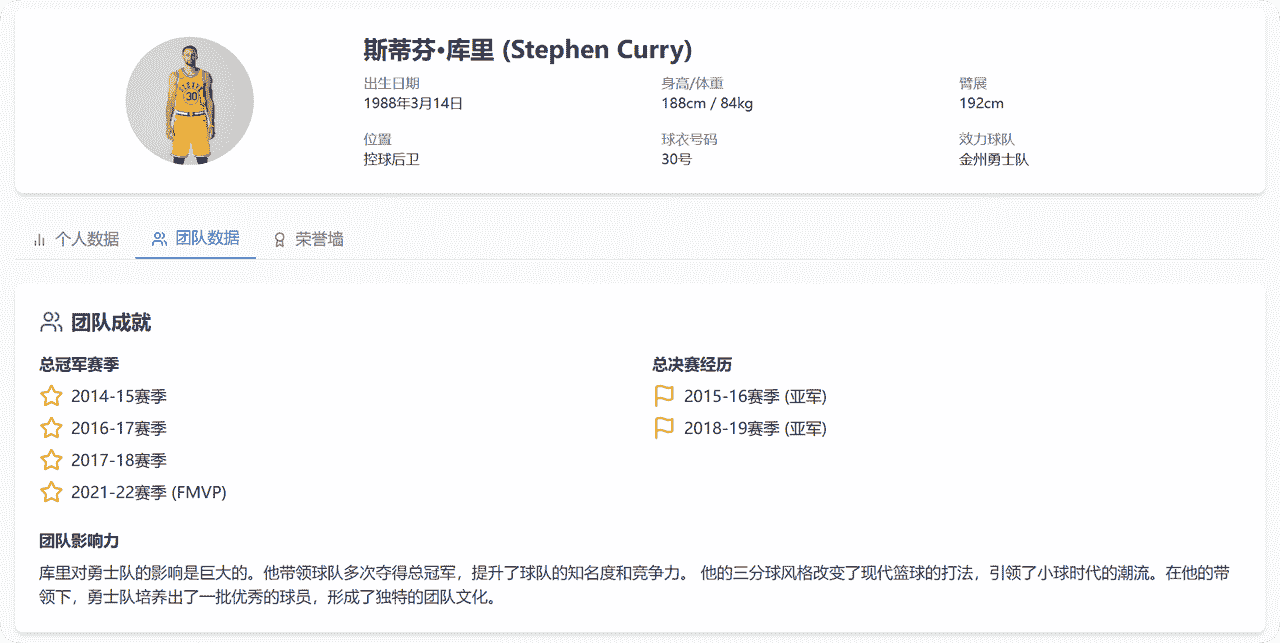 斯蒂芬•库里 (Stephen Curry)
出生日期
1988年3月14日
身高/体重
188cm / 84kg
臂展
192cm
位置
控球后卫
球衣号码
30号
效力球队
金州勇士队
个人数据
团队数据
荣誉墙
团队成就
总冠军赛季
2014-15赛季
2016-17赛季
2017-18赛季
2021-22赛季 (FMVP)
总决赛经历
2015-16赛季 (亚军)
2018-19赛季 (亚军)
团队影响力
库里对勇士队的影响是巨大的。他带领球队多次夺得总冠军，提升了球队的知名度和竞争力。 他的三分球风格改变了现代篮球的打法，引领了小球时代的潮流。在他的带
领下，勇士队培养出了一批优秀的球员，形成了独特的团队文化。
30